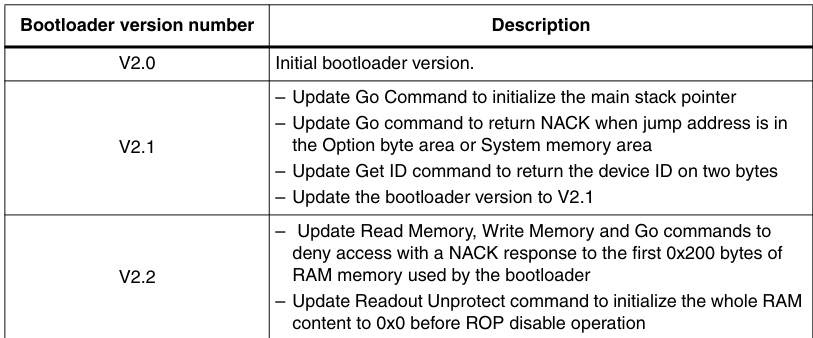 Bootloader version number Description
V2.0 Initial bootloader version.
V2.1
– Update Go Command to initialize the main stack pointer
– Update Go command to return NACK when jump address is in
the Option byte area or System memory area
– Update Get ID command to return the device ID on two bytes
– Update the bootloader version to V2.1
V2.2
– Update Read Memory, Write Memory and Go commands to
deny access with a NACK response to the first 0x200 bytes of
RAM memory used by the bootloader
– Update Readout Unprotect command to initialize the whole RAM
content to 0x0 before ROP disable operation